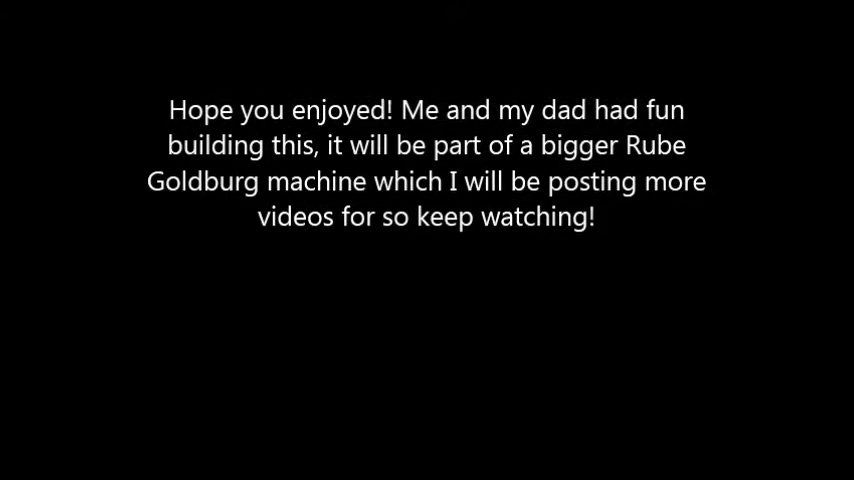 Hope you enjoyed! Me and my dad had fun
building this, it will be part of a bigger Rube
Goldburg machine which I will be posting more
videos for so keep watching!